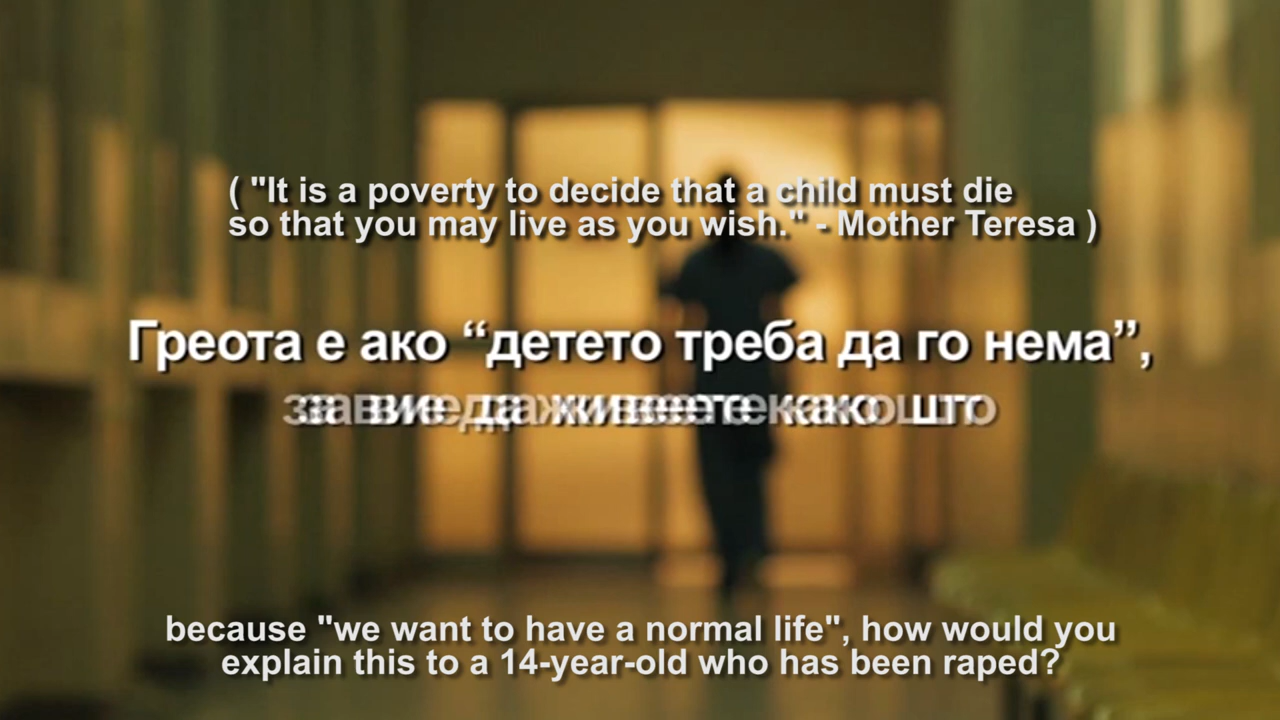 ( "It is a poverty to decide that a child must die
so that you may live as you wish." - Mother Teresa )
Греота е ако “детето треба да го нема”,
за вие да живеете како што
because "we want to have a normal life", how would you
explain this to a 14-year-old who has been raped?